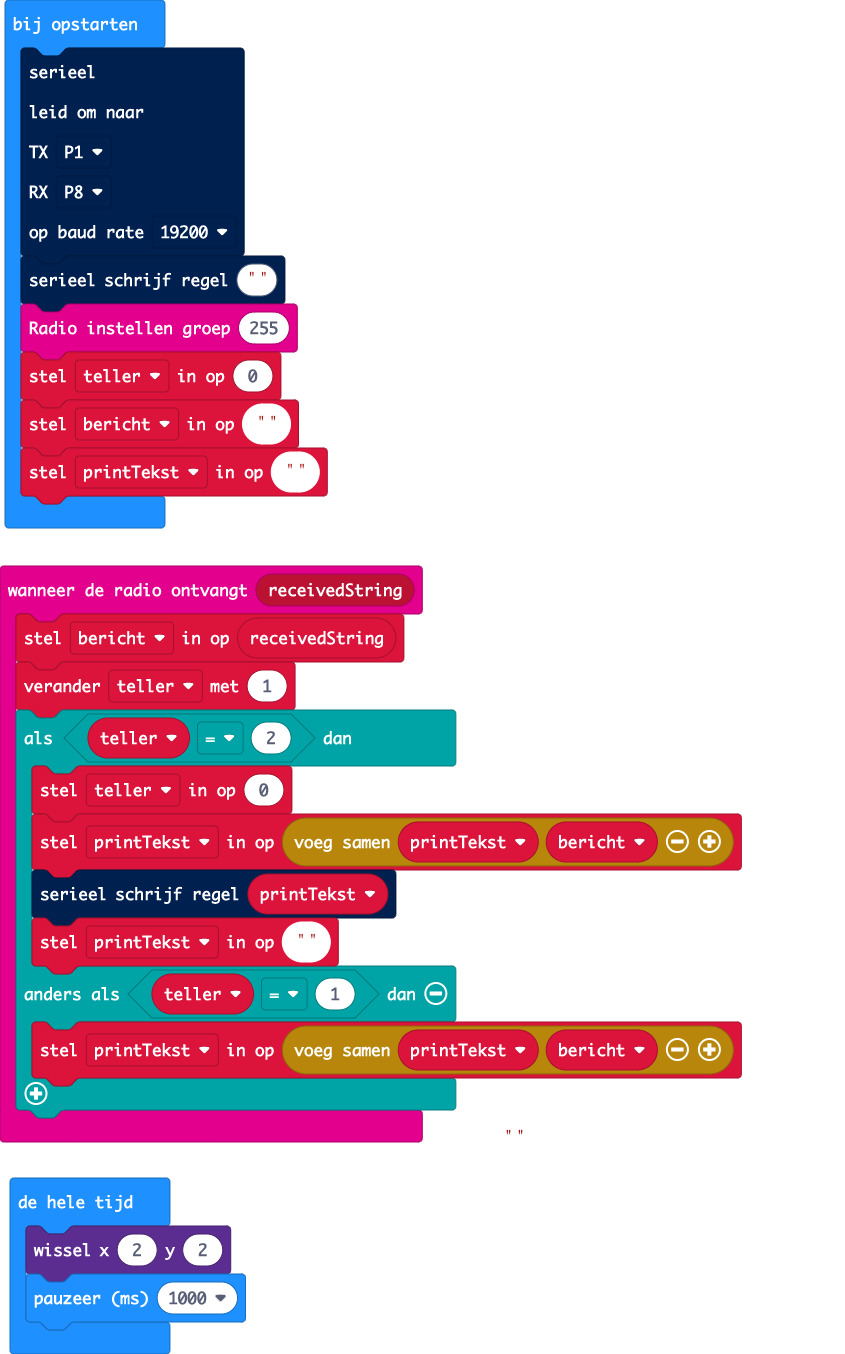 bij opstarten
serieel
leid om naar
TX P1
RX P8
op baud rate 19200
serieel schrijf regel " "
Radio instellen groep 255
stel teller in op 0
stel bericht in op " "
stel printTekst in op " "
wanneer de radio ontvangt receivedString
stel bericht in op receivedString
verander teller met 1
als teller = 2 dan
stel teller in op 0
stel printTekst in op voeg samen printTekst bericht
serieel schrijf regel printTekst
stel printTekst in op " "
anders als teller = 1 dan
stel printTekst in op voeg samen printTekst bericht
" "
de hele tijd
wissel x 2 y 2
pauzeer (ms) 1000